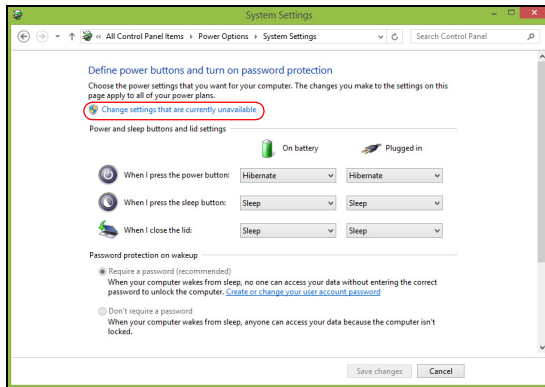 System Settings
« All Control Panel Items › Power Options › System Settings
Search Control Panel
Define power buttons and turn on password protection
Choose the power settings that you want for your computer. The changes you make to the settings on this
page apply to all of your power plans.
Change settings that are currently unavailable
Power and sleep buttons and lid settings
On battery Plugged in
When I press the power button: Hibernate Hibernate
When I press the sleep button: Sleep Sleep
When I close the lid: Sleep Sleep
Password protection on wakeup
Require a password (recommended)
When your computer wakes from sleep, no one can access your data without entering the correct
password to unlock the computer. Create or change your user account password
Don't require a password
When your computer wakes from sleep, anyone can access your data because the computer isn't
locked.
Save changes Cancel